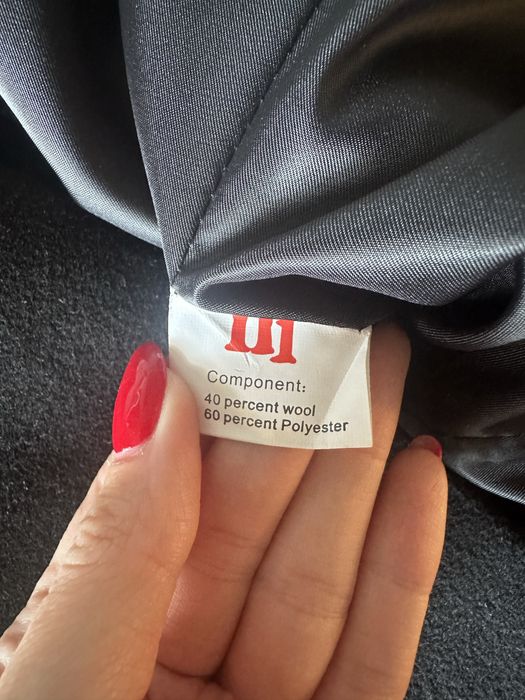 Component:
40 percent wool
60 percent Polyester